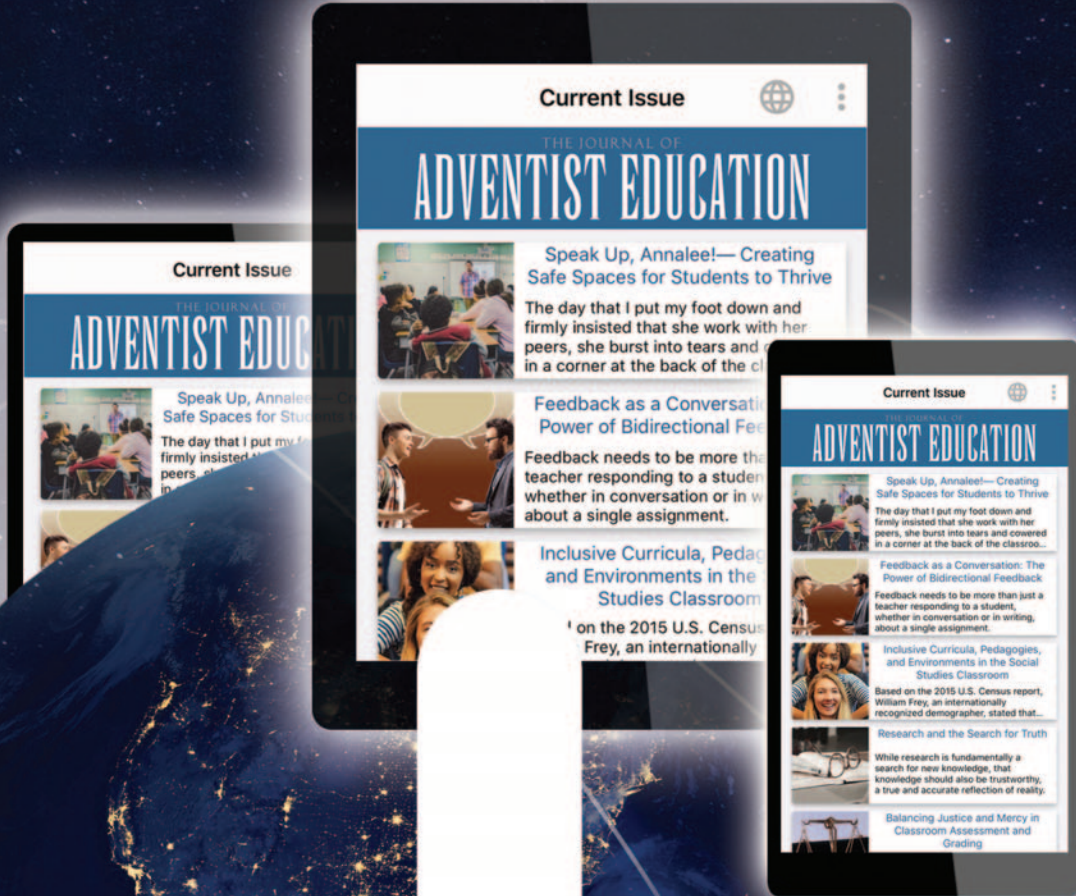 Current Issue
THE JOURNAL OF
ADVENTIST EDUCATION
Speak Up, Annalee!— Creating
Safe Spaces for Students to Thrive
The day that I put my foot down and
firmly insisted that she work with her
peers, she burst into tears and
in a corner at the back of the
Feedback as a
Power of Bidirectional
Feedback needs to be more
teacher responding to a
whether in conversation or in
about a single assignment.
Inclusive Curricula,
and Environments in the
Studies Classroom
on the 2015 U.S. Census
Frey, an internationally
Current Issue
THE JOURNAL OF
ADVENTIST
Speak Up, Annalee
Safe Spaces for
The day that I put my
firmly insisted
peers,
in
Current Issue
THE JOURNAL OF
ADVENTIST EDUCATION
Speak Up, Annalee!— Creating
Safe Spaces for Students to Thrive
The day that I put my foot down and
firmly insisted that she work with her
peers, she burst into tears and cowered
in a corner at the back of the classroo...
Feedback as a Conversation: The
Power of Bidirectional Feedback
Feedback needs to be more than just a
teacher responding to a student,
whether in conversation or in writing,
about a single assignment.
Inclusive Curricula, Pedagogies,
and Environments in the Social
Studies Classroom
Based on the 2015 U.S. Census report,
William Frey, an internationally
recognized demographer, stated that...
Research and the Search for Truth
While research is fundamentally a
search for new knowledge, that
knowledge should also be trustworthy,
a true and accurate reflection of reality.
Balancing Justice and Mercy in
Classroom Assessment and
Grading